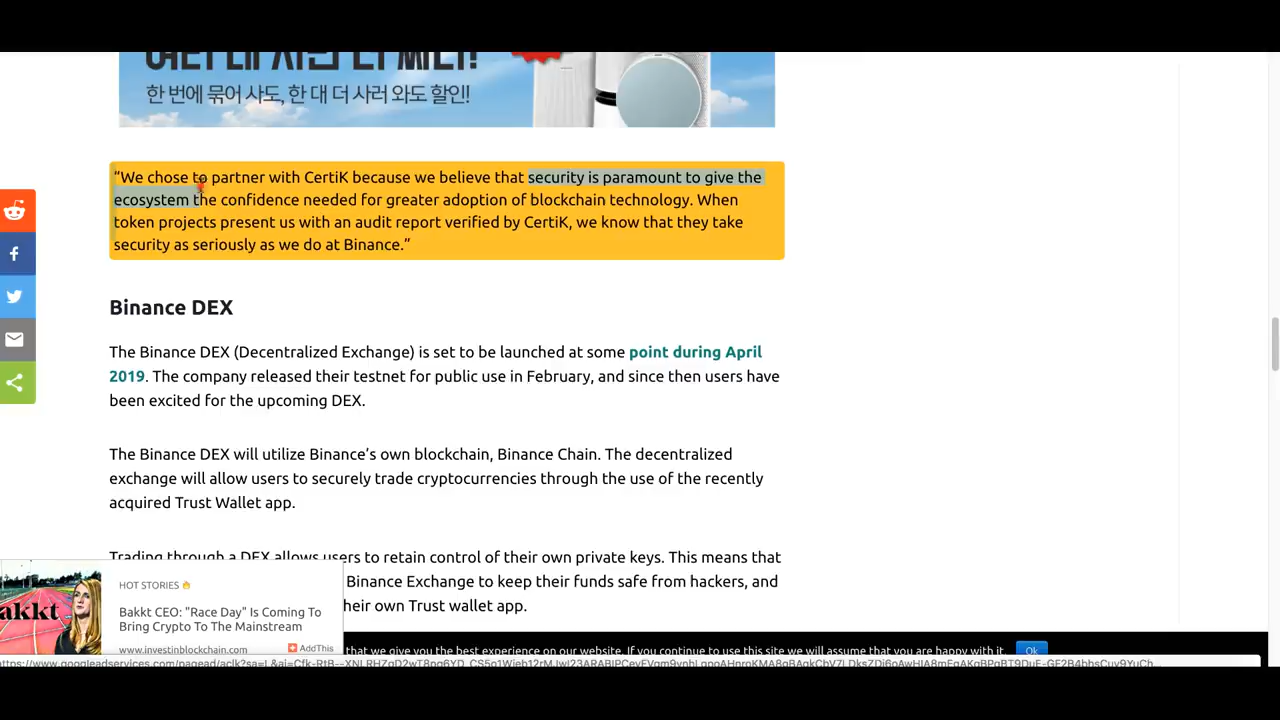 한 번에 묶어 사도, 한 대 더 사러 와도 할인!
“We chose to partner with CertiK because we believe that security is paramount to give the
ecosystem the confidence needed for greater adoption of blockchain technology. When
token projects present us with an audit report verified by CertiK, we know that they take
security as seriously as we do at Binance.”
Binance DEX
The Binance DEX (Decentralized Exchange) is set to be launched at some point during April
2019. The company released their testnet for public use in February, and since then users have
been excited for the upcoming DEX.
The Binance DEX will utilize Binance’s own blockchain, Binance Chain. The decentralized
exchange will allow users to securely trade cryptocurrencies through the use of the recently
acquired Trust Wallet app.
Trading through a DEX allows users to retain control of their own private keys. This means that
Binance Exchange to keep their funds safe from hackers, and
their own Trust wallet app.
HOT STORIES 🔥
akkt
Bakkt CEO: "Race Day" Is Coming To
Bring Crypto To The Mainstream
www.investinblockchain.com
AddThis
that we give you the best experience on our website. If you continue to use this site we will assume that you are happy with it.
Ok